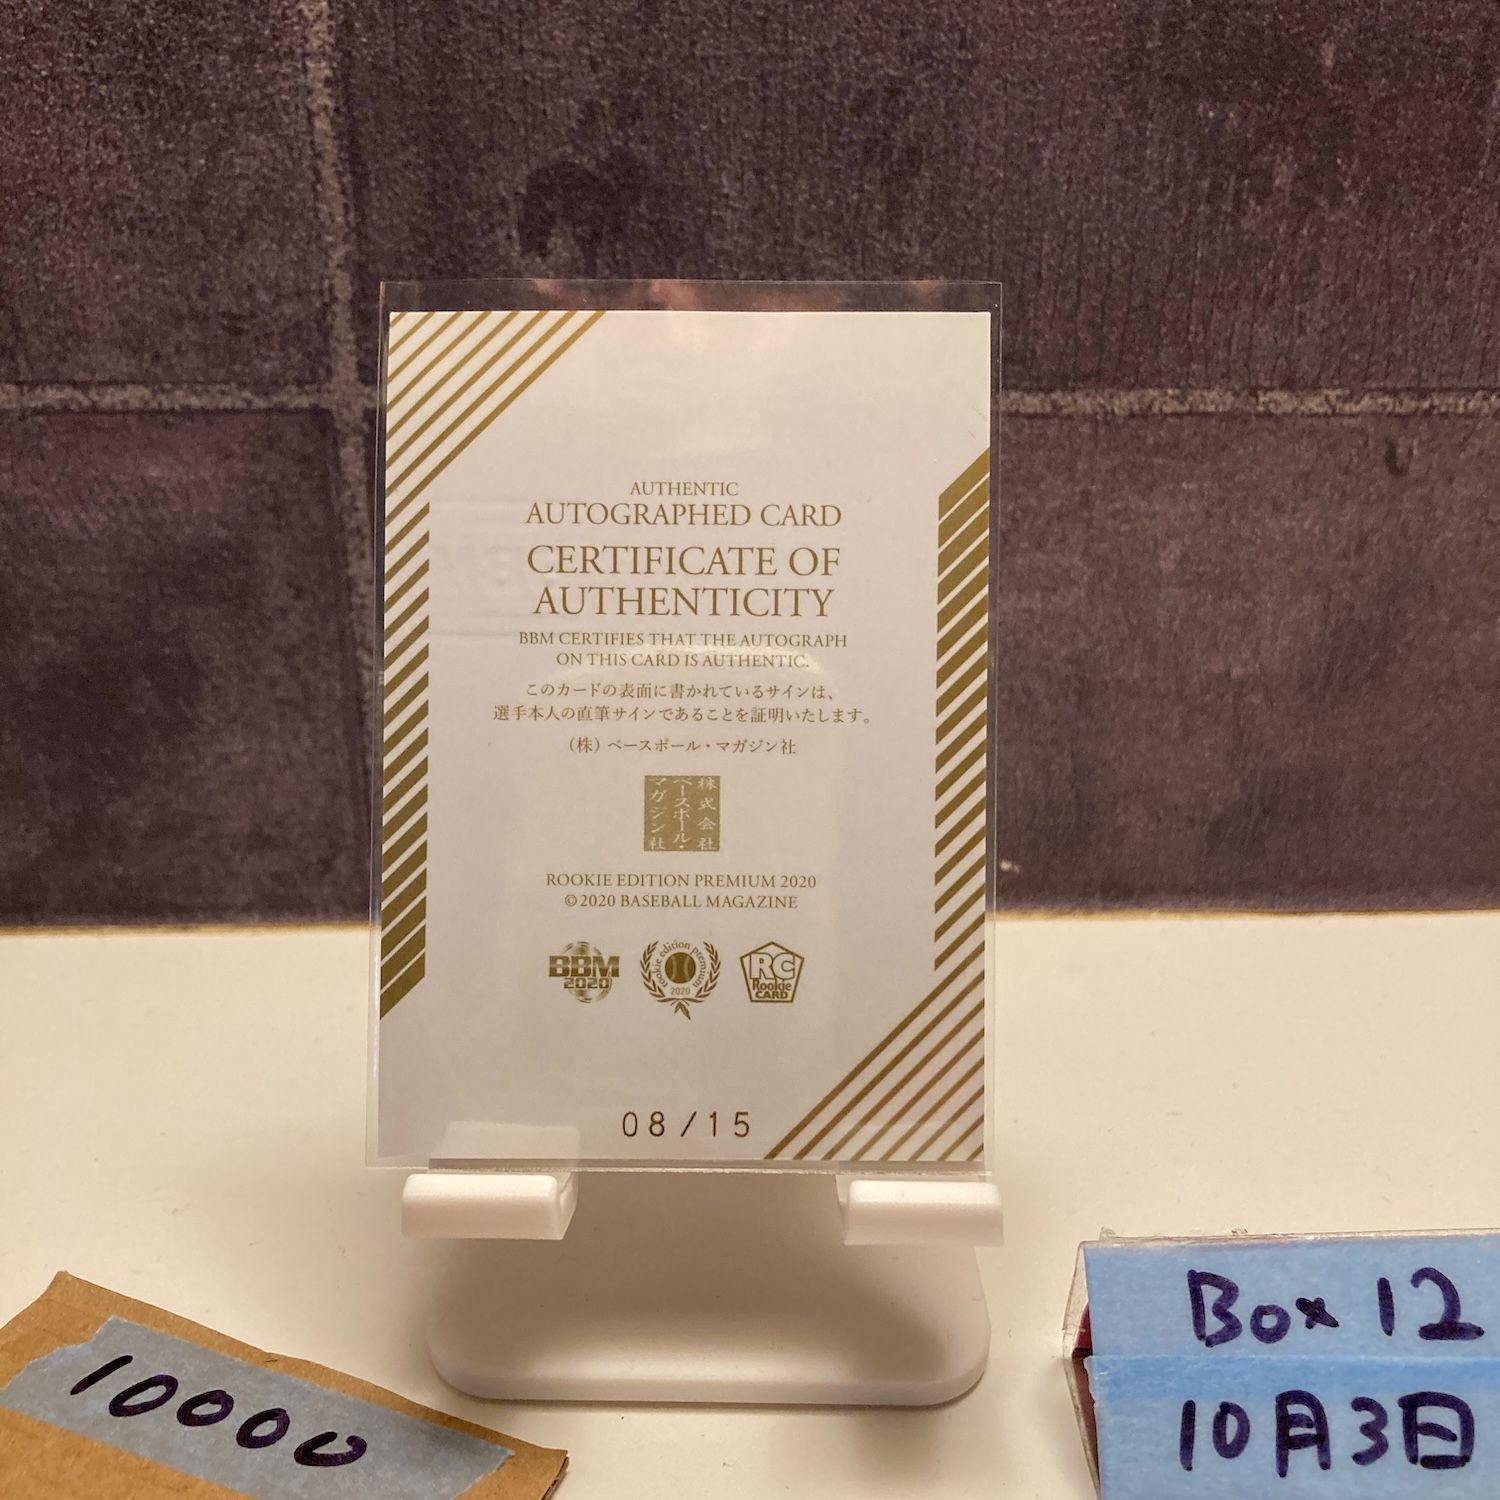 AUTHENTIC
AUTOGRAPHED CARD
CERTIFICATE OF
AUTHENTICITY
BBM CERTIFIES THAT THE AUTOGRAPH
ON THIS CARD IS AUTHENTIC.
このカードの表面に書かれているサインは、
選手本人の直筆サインであることを証明いたします。
（株）ベースボール・マガジン社
株式会社
ベースボール・
マガジン社
ROOKIE EDITION PREMIUM 2020
©2020 BASEBALL MAGAZINE
BBM
2020
rookie edition premium
2020
RC
Rookie
CARD
08/15
10000
Box 12
10月3日